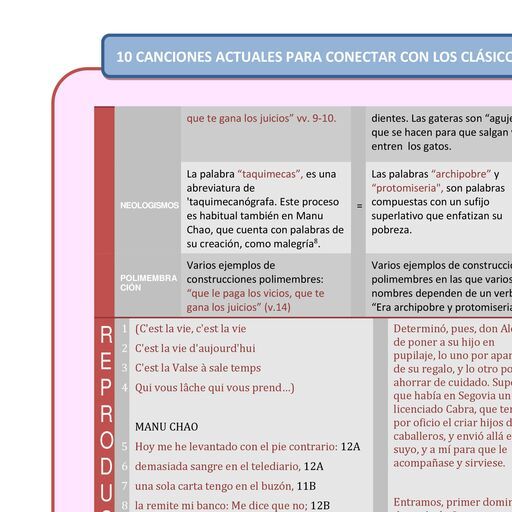 10 CANCIONES ACTUALES PARA CONECTAR CON LOS CLÁSICO
que te gana los juicios” vv. 9-10.
dientes. Las gateras son “aguje
que se hacen para que salgan
entren los gatos.
NEOLOGISMOS
La palabra “taquimecas”, es una
abreviatura de
'taquimecanógrafa. Este proceso
es habitual también en Manu
Chao, que cuenta con palabras de
su creación, como malegría⁸.
=
Las palabras “archipobre” y
“protomiseria", son palabras
compuestas con un sufijo
superlativo que enfatizan su
pobreza.
POLIMEMBRA
CIÓN
Varios ejemplos de
construcciones polimembres:
“que le paga los vicios, que te
gana los juicios” (v.14)
Varios ejemplos de construcci
polimembres en las que varios
nombres dependen de un verb
“Era archipobre y protomiseria
R
E
P
R
O
D
U
1 (C'est la vie, c'est la vie
2 C'est la vie d'aujourd'hui
3 C'est la Valse à sale temps
4 Qui vous lâche qui vous prend…)
MANU CHAO
5 Hoy me he levantado con el pie contrario: 12A
6 demasiada sangre en el telediario, 12A
7 una sola carta tengo en el buzón, 11B
8 la remite mi banco: Me dice que no; 12B
Determinó, pues, don Al
de poner a su hijo en
pupilaje, lo uno por apar
de su regalo, y lo otro po
ahorrar de cuidado. Sup
que había en Segovia un
licenciado Cabra, que te
por oficio el criar hijos d
caballeros, y envió allá e
suyo, y a mí para que le
acompañase y sirviese.
Entramos, primer domin